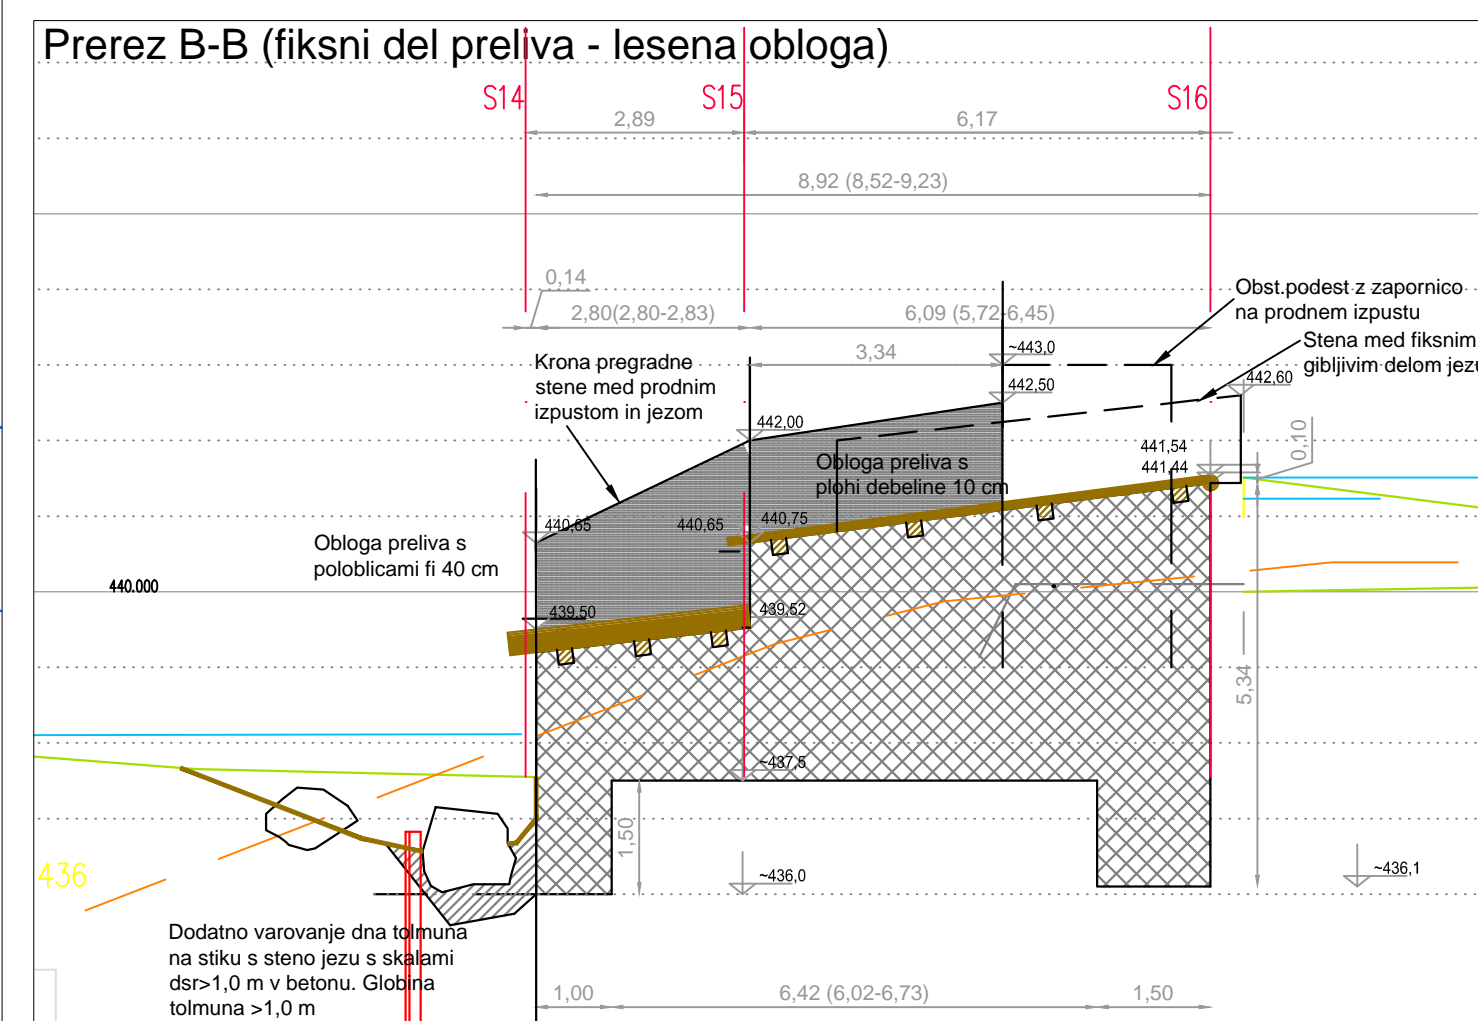 Prerez B-B (fiksni del preliva - lesena obloga)
S14
S15
S16
2,89
6,17
8,92 (8,52-9,23)
0,14
2,80(2,80-2,83)
6,09 (5,72-6,45)
3,34
Obst.podest z zapornico
na prodnem izpustu
Stena med fiksnim
gibljivim delom jezu
Krona pregradne
stene med prodnim
izpustom in jezom
~443,0
442,50
442,60
442,00
441,54
441,44
0,10
Obloga preliva s
plohi debeline 10 cm
440,65
440,65
440,75
Obloga preliva s
poloblicami fi 40 cm
440.000
439,50
439,52
5,34
~437,5
1,50
436
~436,0
~436,1
Dodatno varovanje dna tolmuna
na stiku s steno jezu s skalami
dsr>1,0 m v betonu. Globina
tolmuna >1,0 m
1,00
6,42 (6,02-6,73)
1,50